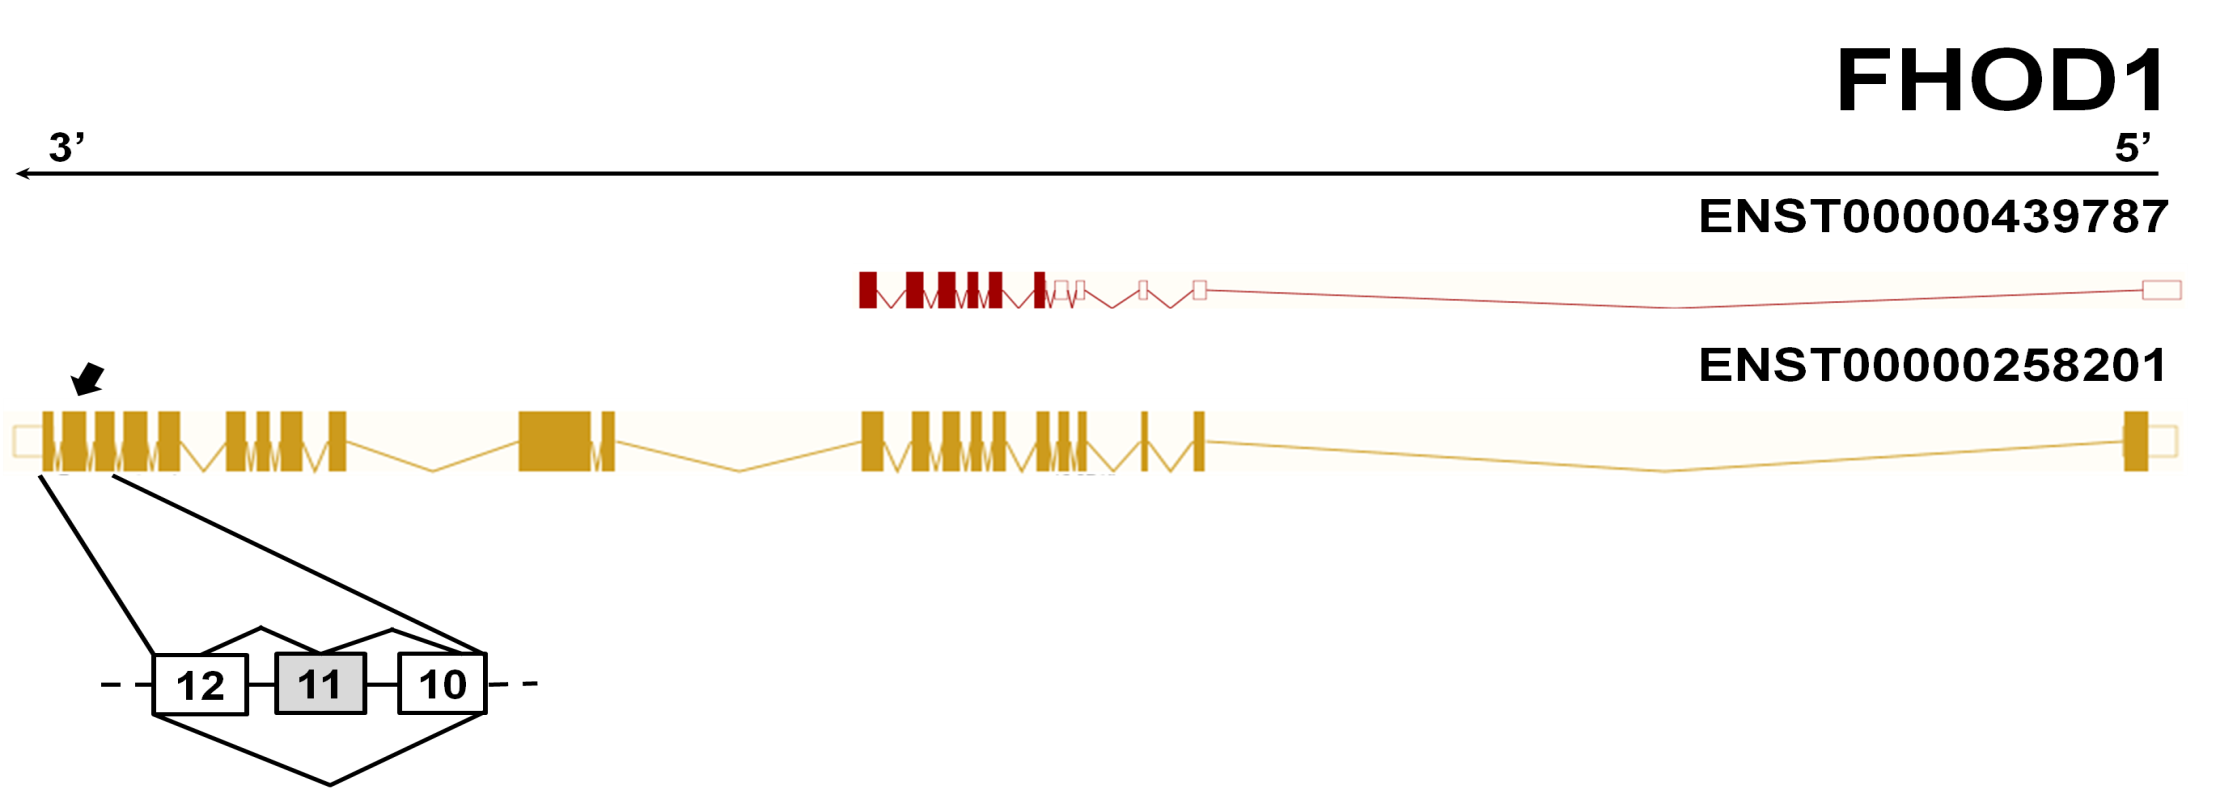 FHOD1
3’ 5’
ENST00000439787
ENST00000258201
12 11 10